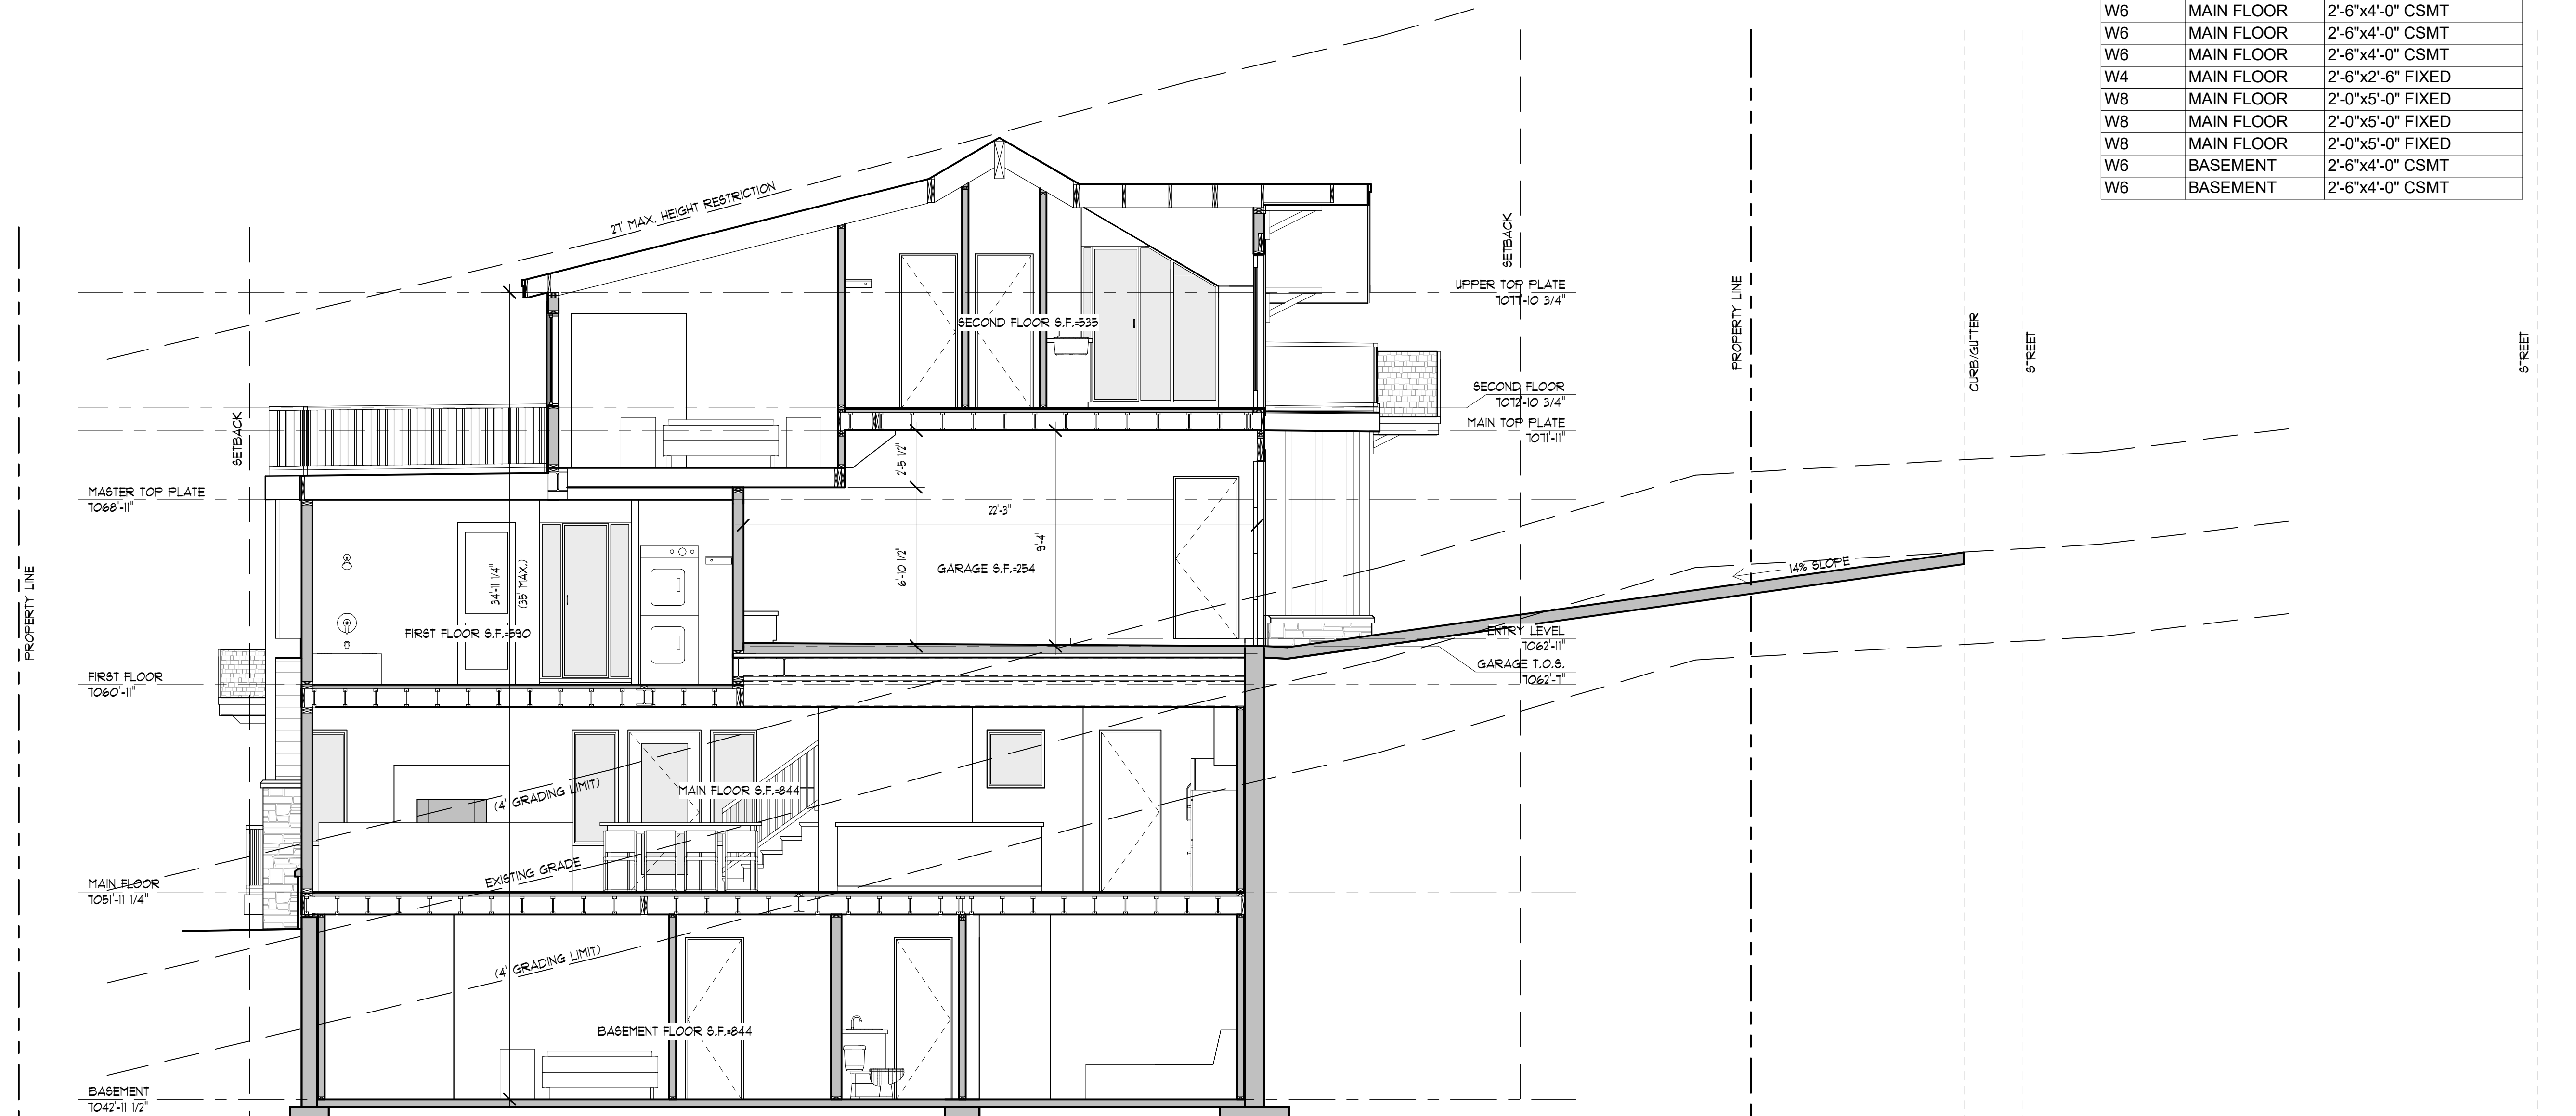 W6 MAIN FLOOR 2'-6"x4'-0" CSMT
W6 MAIN FLOOR 2'-6"x4'-0" CSMT
W6 MAIN FLOOR 2'-6"x4'-0" CSMT
W4 MAIN FLOOR 2'-6"x2'-6" FIXED
W8 MAIN FLOOR 2'-0"x5'-0" FIXED
W8 MAIN FLOOR 2'-0"x5'-0" FIXED
W8 MAIN FLOOR 2'-0"x5'-0" FIXED
W6 BASEMENT 2'-6"x4'-0" CSMT
W6 BASEMENT 2'-6"x4'-0" CSMT
27' MAX. HEIGHT RESTRICTION
SETBACK
UPPER TOP PLATE
7077'-10 3/4"
PROPERTY LINE
CURB/GUTTER
STREET
STREET
SECOND FLOOR S.F.=535
SECOND FLOOR
7072'-10 3/4"
MAIN TOP PLATE
7071'-11"
SETBACK
2'-5 1/2"
MASTER TOP PLATE
7068'-11"
22'-3"
9'-4"
6'-10 1/2"
GARAGE S.F.=254
14% SLOPE
34'-11 1/4"
(35' MAX.)
PROPERTY LINE
FIRST FLOOR S.F.=590
ENTRY LEVEL
7062'-11"
GARAGE T.O.S.
7062'-7"
FIRST FLOOR
7060'-11"
(4' GRADING LIMIT)
MAIN FLOOR S.F.=844
EXISTING GRADE
MAIN FLOOR
7051'-11 1/4"
(4' GRADING LIMIT)
BASEMENT FLOOR S.F.=844
BASEMENT
7042'-11 1/2"